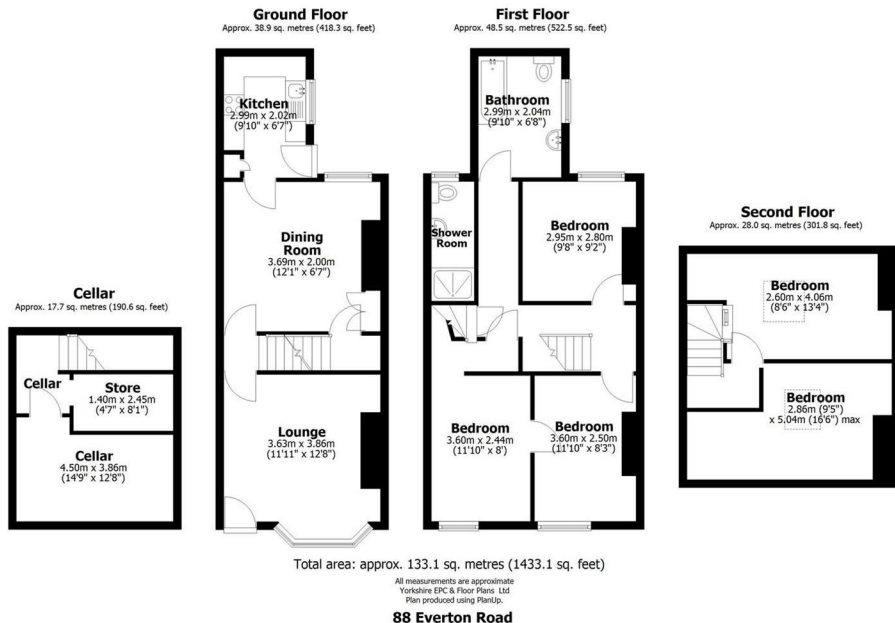 Ground Floor
Approx. 38.9 sq. metres (418.3 sq. feet)
Kitchen
2.99m x 2.02m
(9'10" x 6'7")
Dining
Room
3.69m x 2.00m
(12'1" x 6'7")
Lounge
3.63m x 3.86m
(11'11" x 12'8")
First Floor
Approx. 48.5 sq. metres (522.5 sq. feet)
Bathroom
2.99m x 2.04m
(9'10" x 6'8")
Shower
Room
Bedroom
2.95m x 2.80m
(9'8" x 9'2")
Bedroom
3.60m x 2.44m
(11'10" x 8')
Bedroom
3.60m x 2.50m
(11'10" x 8'3")
Second Floor
Approx. 28.0 sq. metres (301.8 sq. feet)
Bedroom
2.60m x 4.06m
(8'6" x 13'4")
Bedroom
2.86m (9'5")
x 5.04m (16'6") max
Cellar
Approx. 17.7 sq. metres (190.6 sq. feet)
Cellar
Store
1.40m x 2.45m
(4'7" x 8'1")
Cellar
4.50m x 3.86m
(14'9" x 12'8")
Total area: approx. 133.1 sq. metres (1433.1 sq. feet)
All measurements are approximate
Yorkshire EPC & Floor Plans Ltd
Plan produced using PlanUp.
88 Everton Road